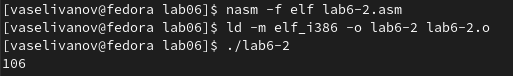 [vaselivanov@fedora lab06]$ nasm -f elf lab6-2.asm
[vaselivanov@fedora lab06]$ ld -m elf_i386 -o lab6-2 lab6-2.o
[vaselivanov@fedora lab06]$ ./lab6-2
106